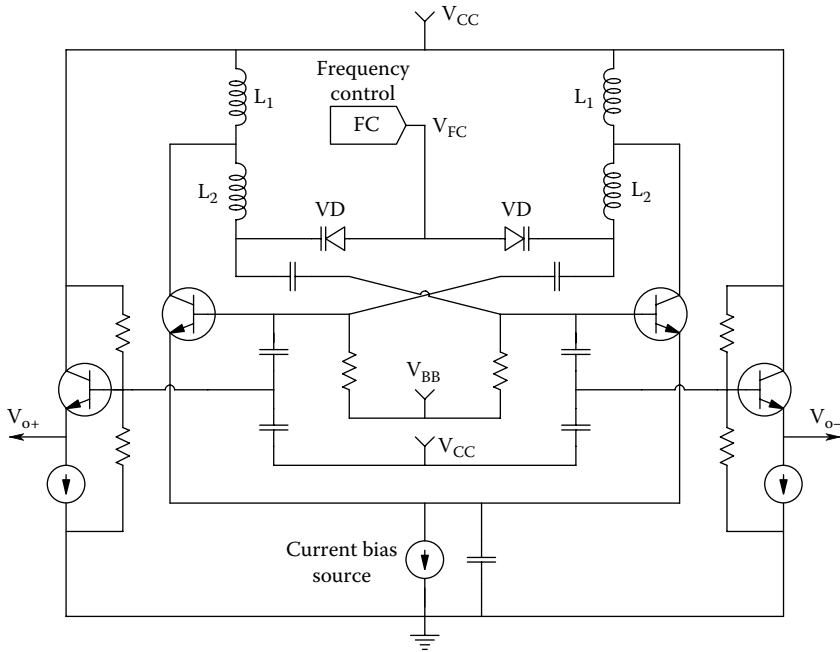 V_CC
Frequency
control
FC
V_FC
L_1
L_1
L_2
L_2
VD
VD
V_BB
V_CC
V_o+
V_o−
Current bias
source